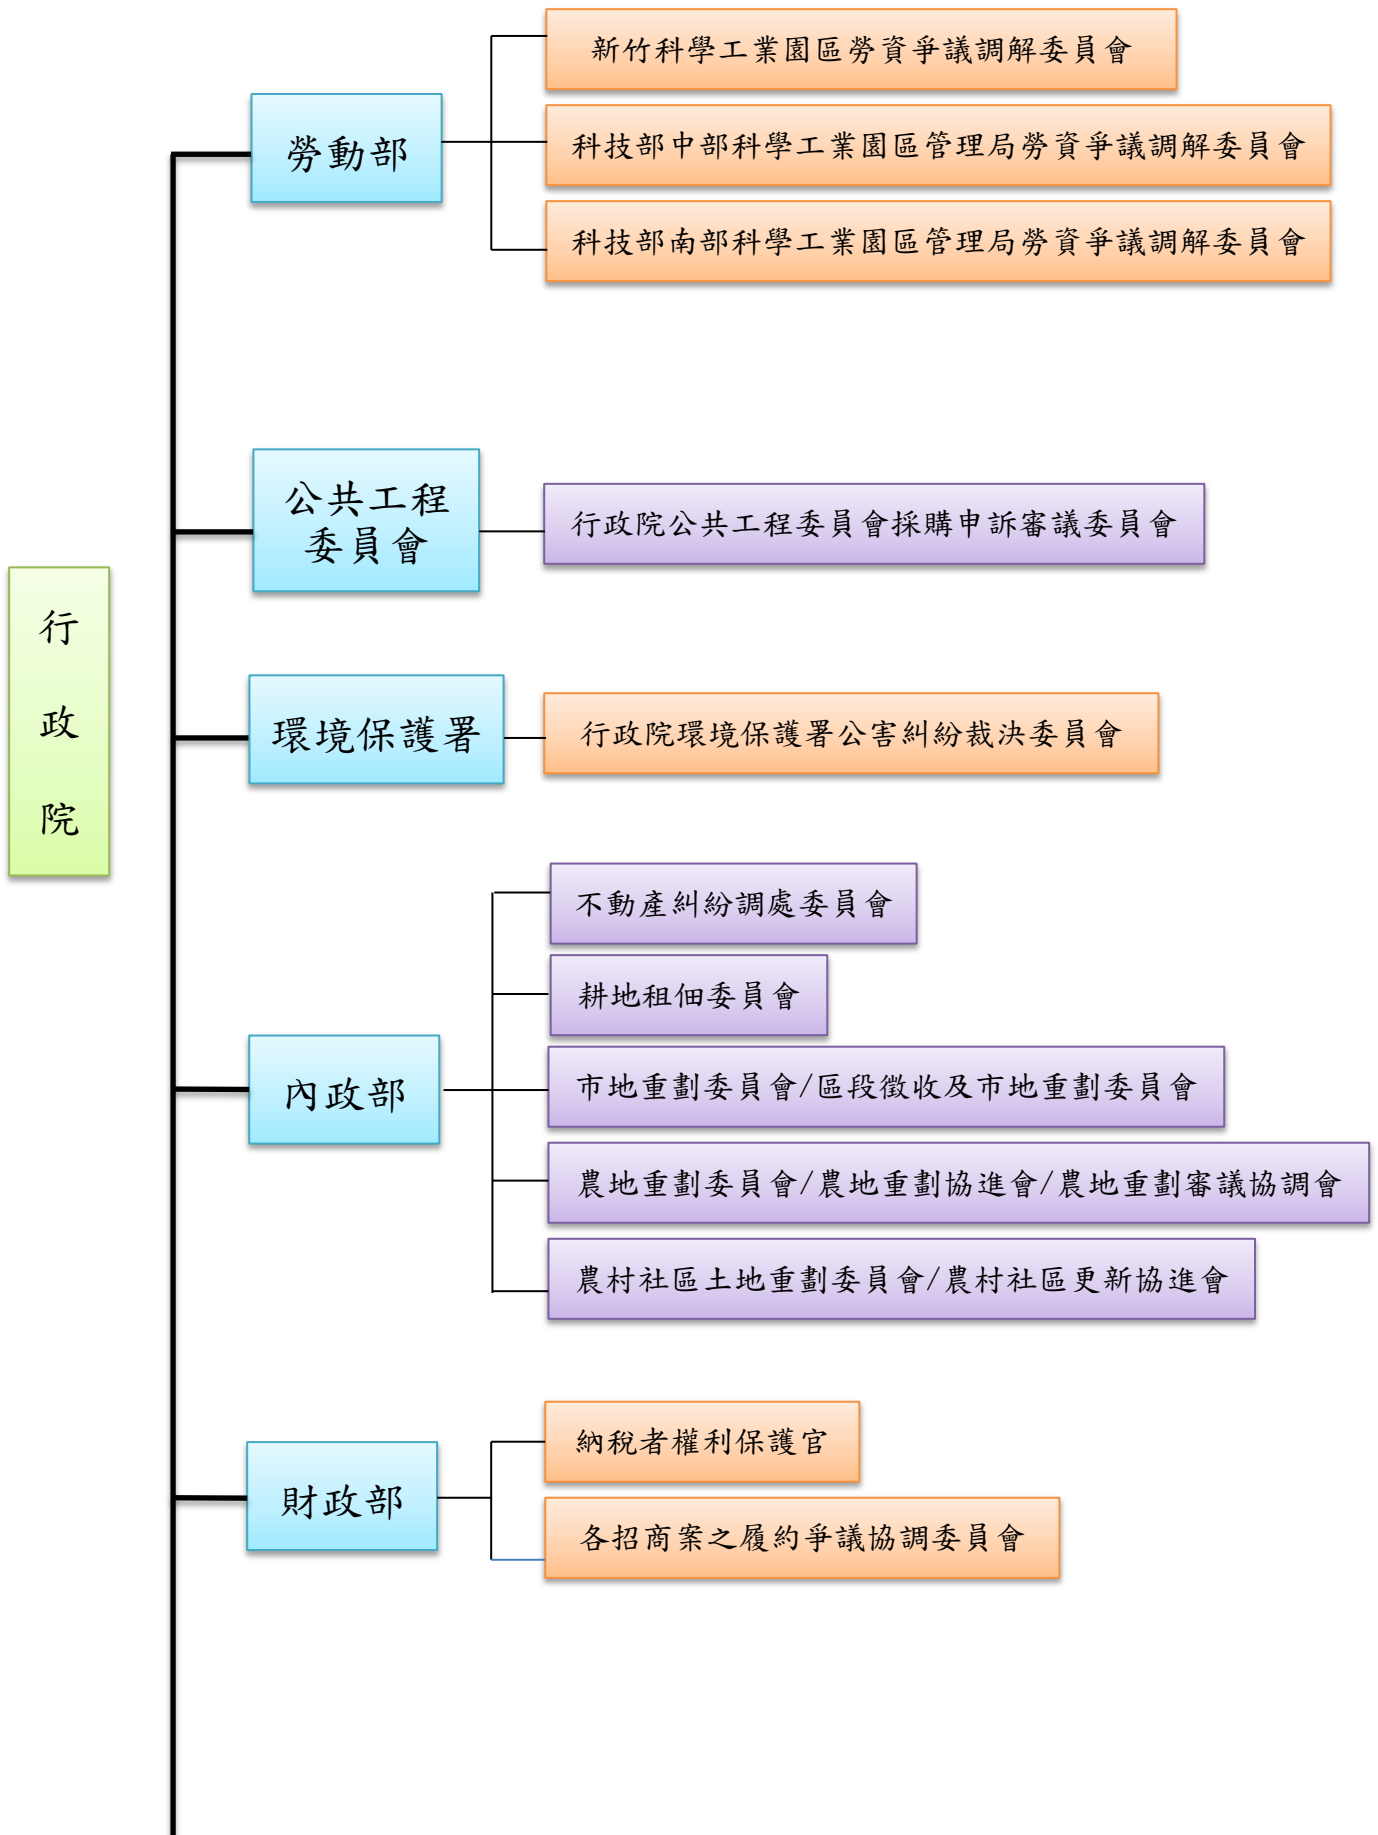 勞動部
新竹科學工業園區勞資爭議調解委員會
科技部中部科學工業園區管理局勞資爭議調解委員會
科技部南部科學工業園區管理局勞資爭議調解委員會
公共工程
委員會
行政院公共工程委員會採購申訴審議委員會
行
政
院
環境保護署
行政院環境保護署公害糾紛裁決委員會
內政部
不動產糾紛調處委員會
耕地租佃委員會
市地重劃委員會/區段徵收及市地重劃委員會
農地重劃委員會/農地重劃協進會/農地重劃審議協調會
農村社區土地重劃委員會/農村社區更新協進會
財政部
納稅者權利保護官
各招商案之履約爭議協調委員會